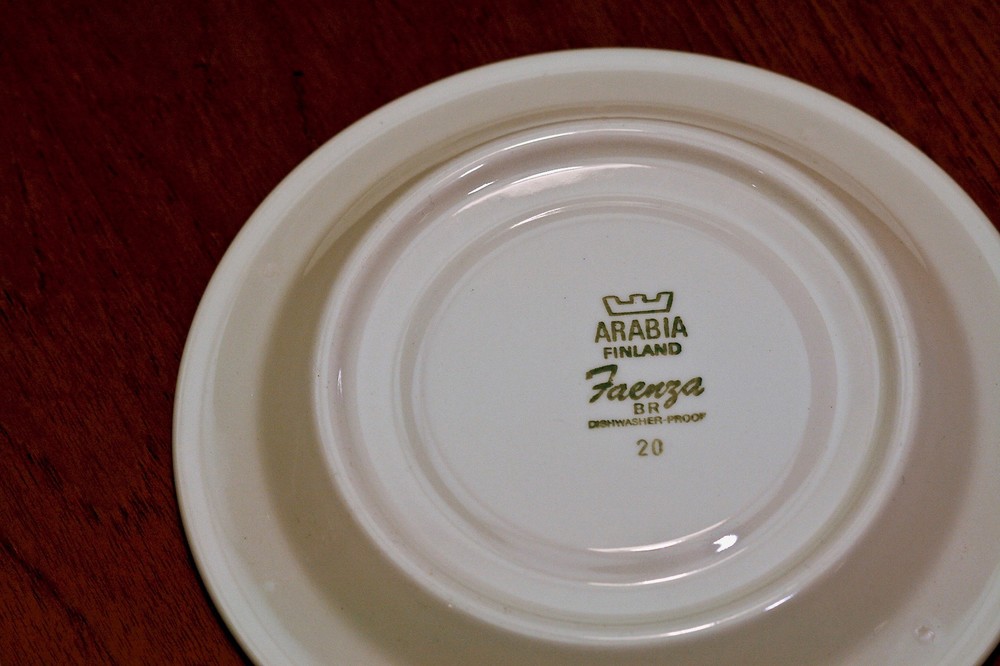 ARABIA
FINLAND
Faenza
BR
DISHWASHER-PROOF
20